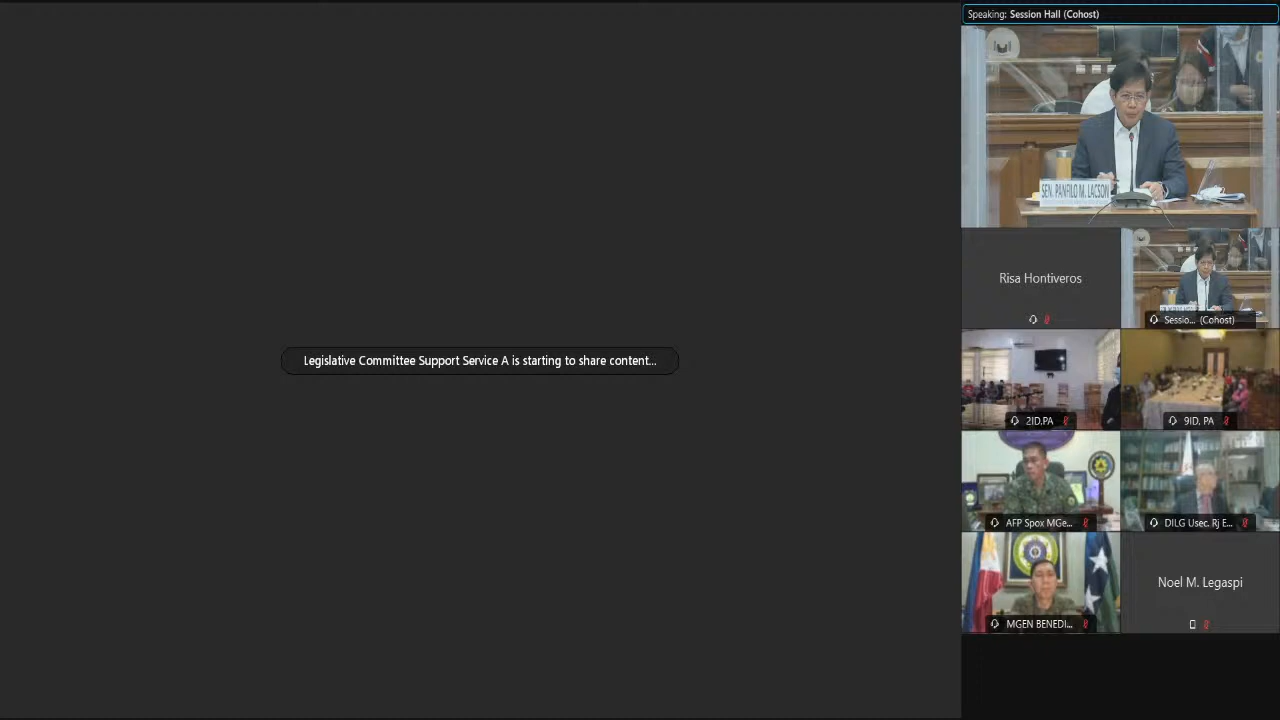 Speaking: Session Hall (Cohost)
SEN. PANFILO M. LACSON
Risa Hontiveros
Sessio... (Cohost)
Legislative Committee Support Service A is starting to share content...
2ID.PA
9ID, PA
AFP Spox MGe...
DILG Usec. Rj E...
Noel M. Legaspi
MGEN BENEDI...